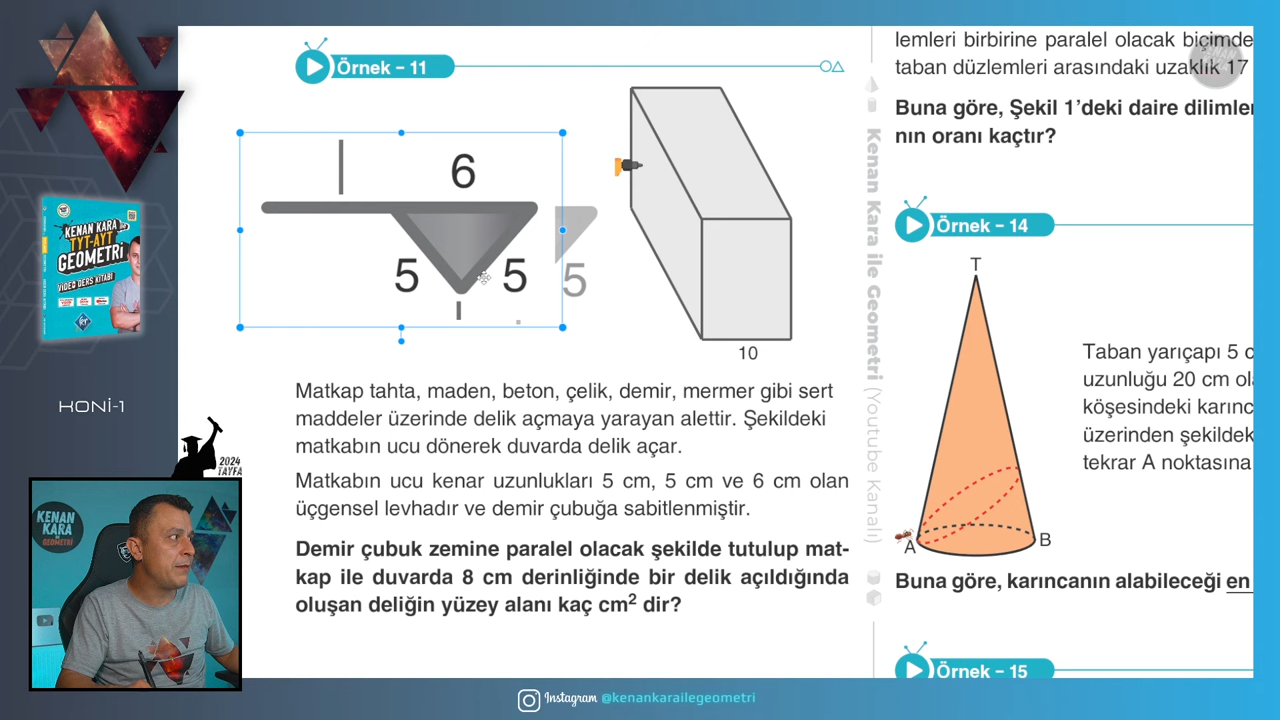 Örnek – 11
6
5
5
5
10
Matkap tahta, maden, beton, çelik, demir, mermer gibi sert
maddeler üzerinde delik açmaya yarayan alettir. Şekildeki
matkabın ucu dönerek duvarda delik açar.
Matkabın ucu kenar uzunlukları 5 cm, 5 cm ve 6 cm olan
üçgensel levhadır ve demir çubuğa sabitlenmiştir.
Demir çubuk zemine paralel olacak şekilde tutulup mat-
kap ile duvarda 8 cm derinliğinde bir delik açıldığında
oluşan deliğin yüzey alanı kaç cm² dir?
Kenan Kara ile Geometri (Youtube Kanalı)
lemleri birbirine paralel olacak biçimde
taban düzlemleri arasındaki uzaklık 17
Buna göre, Şekil 1’deki daire dilimler
nın oranı kaçtır?
Örnek – 14
T
A
B
Taban yarıçapı 5 c
uzunluğu 20 cm ol
köşesindeki karınc
üzerinden şekildek
tekrar A noktasına
Buna göre, karıncanın alabileceği en
Örnek – 15
KENAN KARA
TYT-AYT
GEOMETRİ
VİDEO DERS KİTABI
KONİ-1
2024
TAYFA
KENAN
KARA
GEOMETRİ
Instagram @kenankarailegeometri